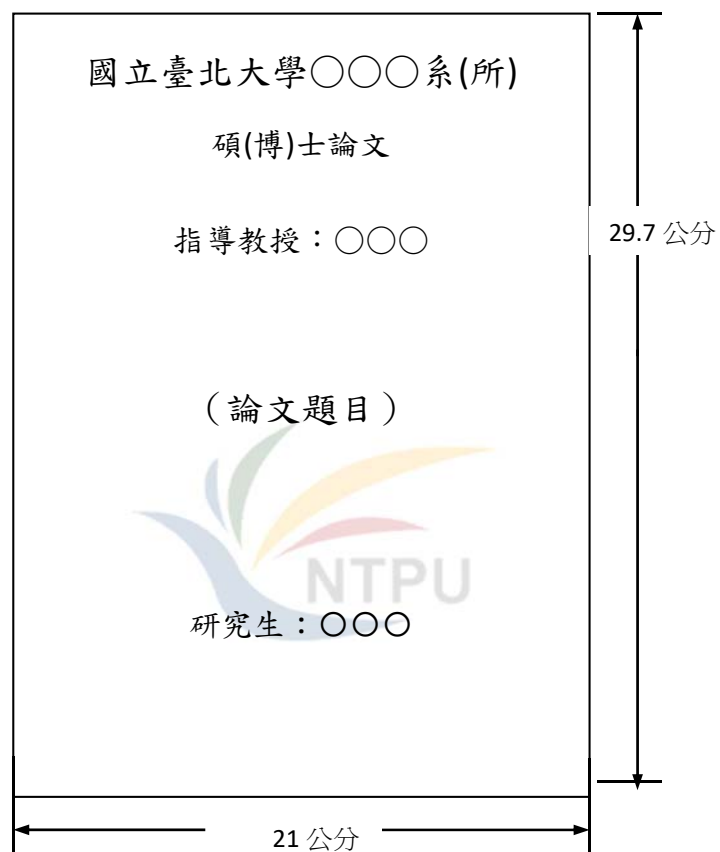 國立臺北大學○○○系(所)
碩(博)士論文
指導教授：○○○
29.7 公分
（論文題目）
NTPU
研究生：○○○
21 公分